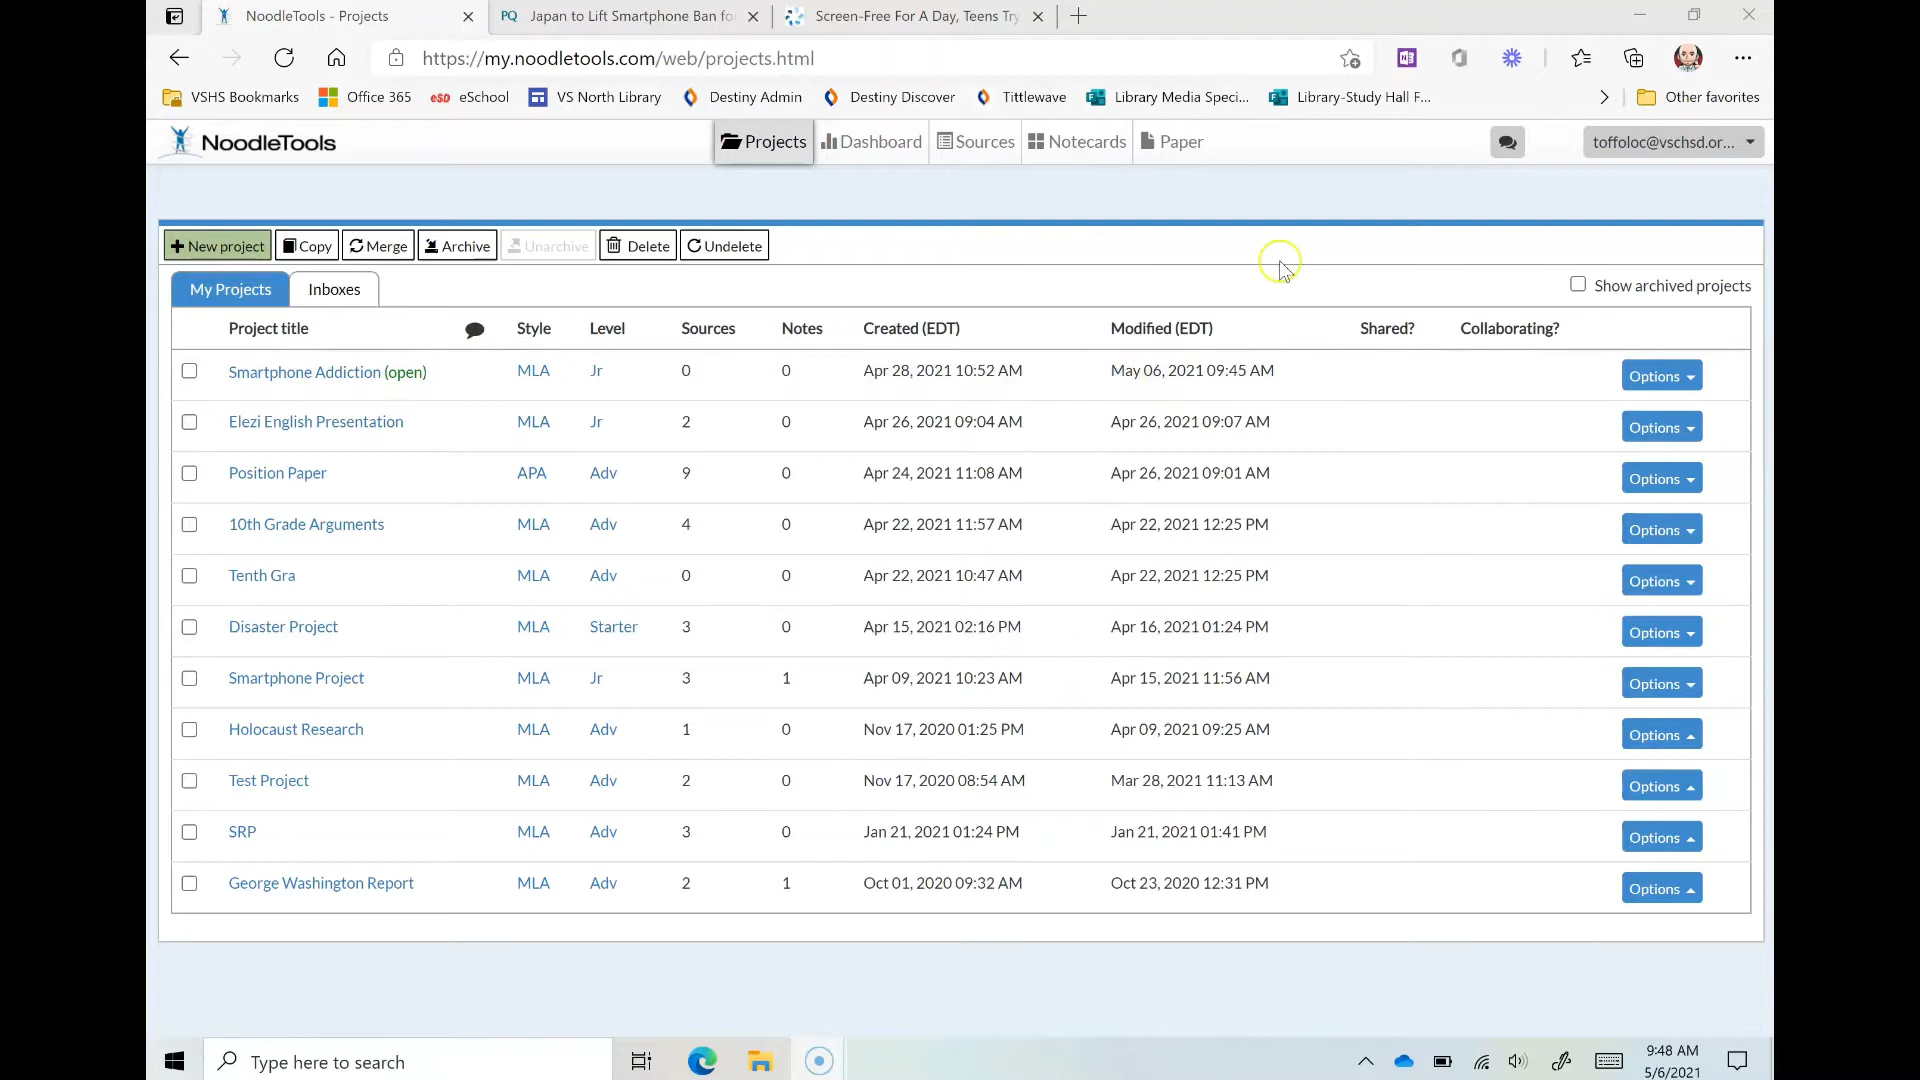 NoodleTools - Projects
PQ Japan to Lift Smartphone Ban fo
Screen-Free For A Day, Teens Try
https://my.noodletools.com/web/projects.html
VSHS Bookmarks Office 365 esD eSchool VS North Library Destiny Admin Destiny Discover Tittlewave Library Media Speci... Library-Study Hall F... Other favorites
NoodleTools Projects Dashboard Sources Notecards Paper toffoloc@vschsd.or...
New project Copy Merge Archive Unarchive Delete Undelete
My Projects Inboxes Show archived projects
Project title Style Level Sources Notes Created (EDT) Modified (EDT) Shared? Collaborating?
Smartphone Addiction (open) MLA Jr 0 0 Apr 28, 2021 10:52 AM May 06, 2021 09:45 AM Options
Elezi English Presentation MLA Jr 2 0 Apr 26, 2021 09:04 AM Apr 26, 2021 09:07 AM Options
Position Paper APA Adv 9 0 Apr 24, 2021 11:08 AM Apr 26, 2021 09:01 AM Options
10th Grade Arguments MLA Adv 4 0 Apr 22, 2021 11:57 AM Apr 22, 2021 12:25 PM Options
Tenth Gra MLA Adv 0 0 Apr 22, 2021 10:47 AM Apr 22, 2021 12:25 PM Options
Disaster Project MLA Starter 3 0 Apr 15, 2021 02:16 PM Apr 16, 2021 01:24 PM Options
Smartphone Project MLA Jr 3 1 Apr 09, 2021 10:23 AM Apr 15, 2021 11:56 AM Options
Holocaust Research MLA Adv 1 0 Nov 17, 2020 01:25 PM Apr 09, 2021 09:25 AM Options
Test Project MLA Adv 2 0 Nov 17, 2020 08:54 AM Mar 28, 2021 11:13 AM Options
SRP MLA Adv 3 0 Jan 21, 2021 01:24 PM Jan 21, 2021 01:41 PM Options
George Washington Report MLA Adv 2 1 Oct 01, 2020 09:32 AM Oct 23, 2020 12:31 PM Options
Type here to search
9:48 AM
5/6/2021